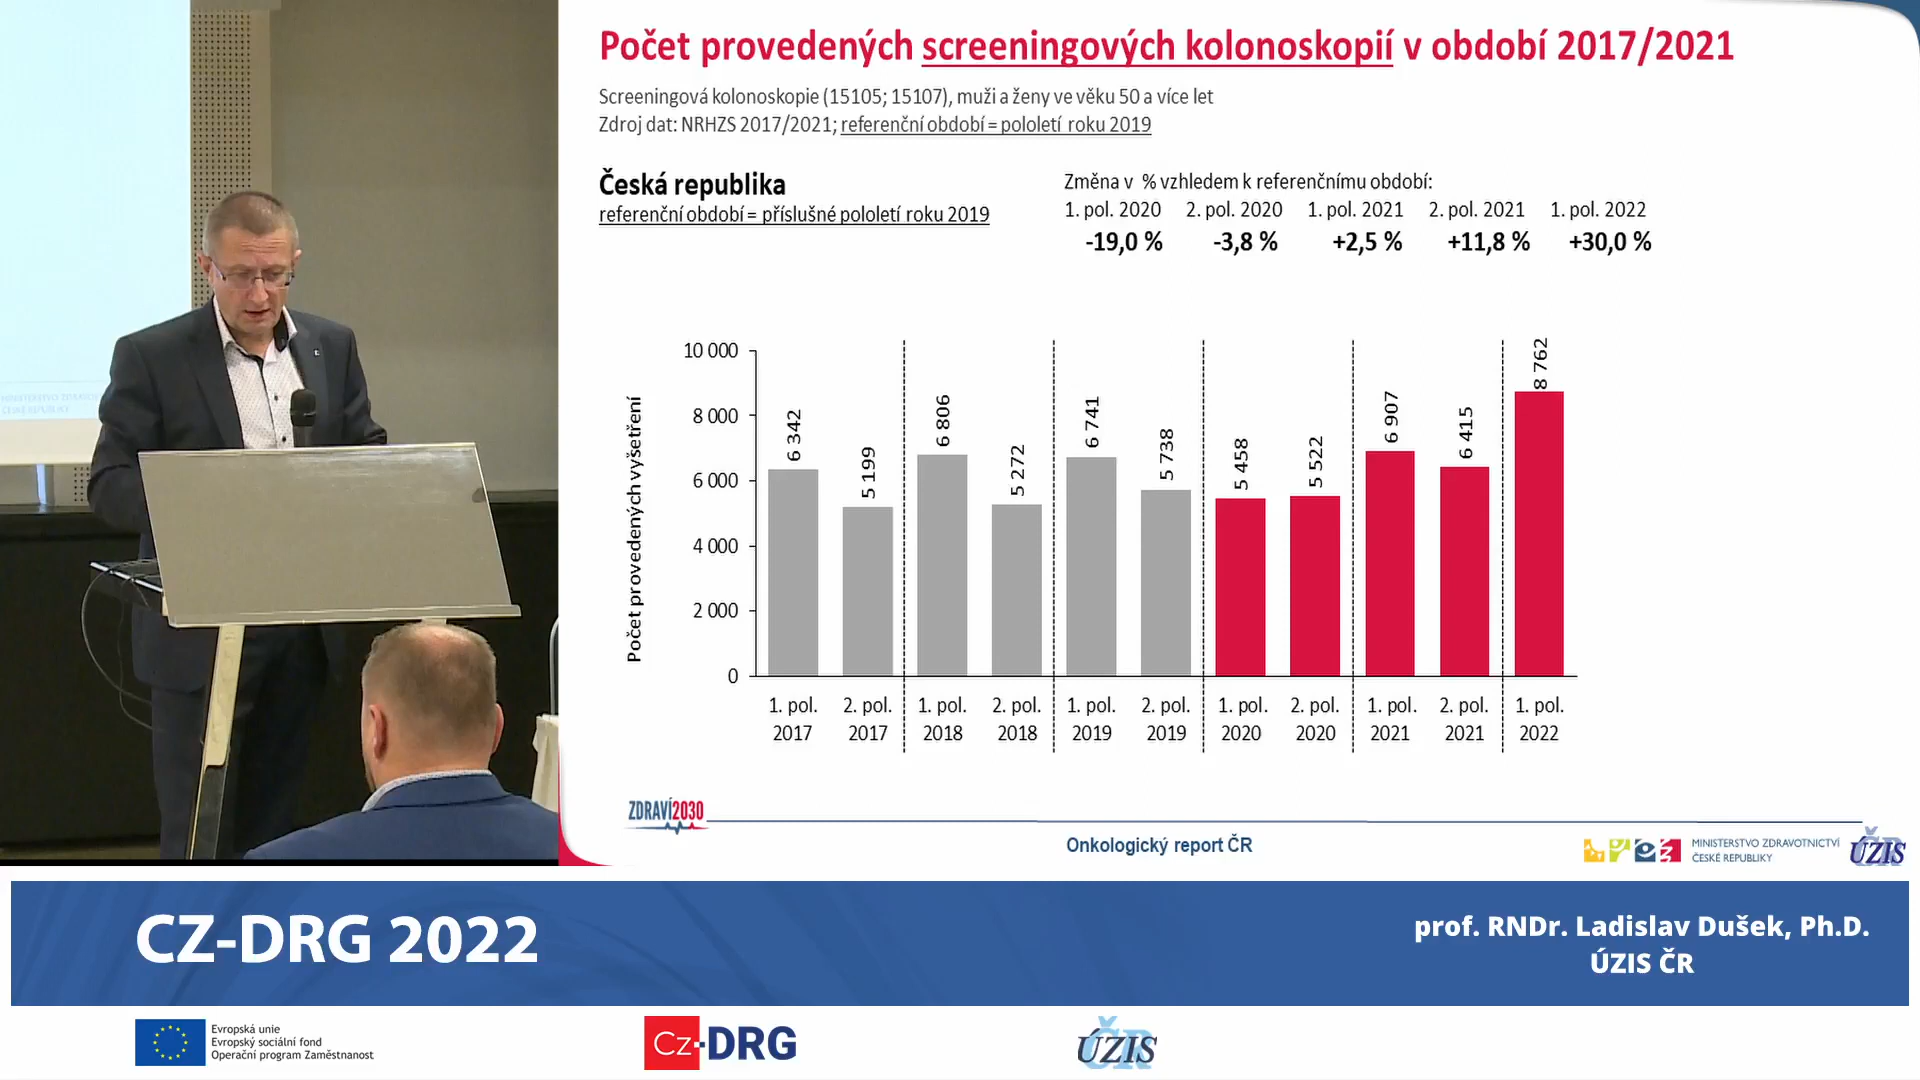 Počet provedených screeningových kolonoskopií v období 2017/2021
Screeningová kolonoskopie (15105; 15107), muži a ženy ve věku 50 a více let
Zdroj dat: NRHZS 2017/2021; referenční období = pololetí roku 2019
Česká republika
referenční období = příslušné pololetí roku 2019
Změna v % vzhledem k referenčnímu období:
1. pol. 2020 2. pol. 2020 1. pol. 2021 2. pol. 2021 1. pol. 2022
-19,0 % -3,8 % +2,5 % +11,8 % +30,0 %
Počet provedených vyšetření
10 000
8 000
6 000
4 000
2 000
0
6 342
5 199
6 806
5 272
6 741
5 738
5 458
5 522
6 907
6 415
8 762
1. pol. 2. pol. 1. pol. 2. pol. 1. pol. 2. pol. 1. pol. 2. pol. 1. pol. 2. pol. 1. pol.
2017 2017 2018 2018 2019 2019 2020 2020 2021 2021 2022
ZDRAVÍ2030
Onkologický report ČR
MINISTERSTVO ZDRAVOTNICTVÍ
ČESKÉ REPUBLIKY
ÚZIS
ČR
CZ-DRG 2022
prof. RNDr. Ladislav Dušek, Ph.D.
ÚZIS ČR
Evropská unie
Evropský sociální fond
Operační program Zaměstnanost
CZ-DRG
ÚZIS
ČR